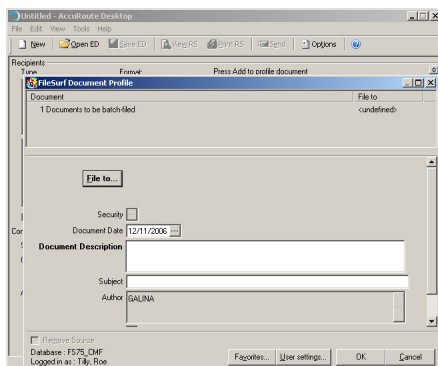 Untitled - AccuRoute Desktop
File Edit View Tools Help
New Open ED Save ED View RS Print RS Send Options
Recipients
Type Format Press Add to profile document
FileSurf Document Profile
Document File to
1 Documents to be batch-filed <undefined>
File to...
Security ...
Document Date 12/11/2006 ...
Document Description
Subject
Author GALINA
Remove Source
Database : FS75_CMF
Logged in as : Tilly, Roe
Favorites... User settings... OK Cancel